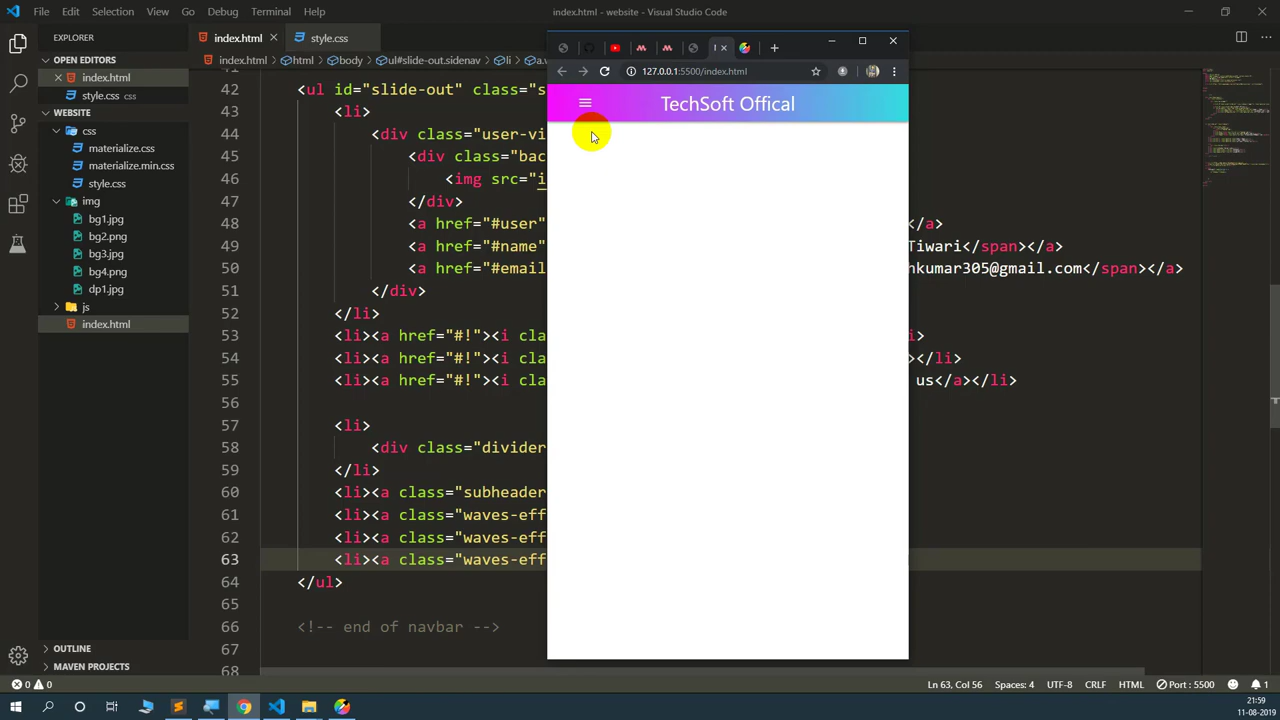 File Edit Selection View Go Debug Terminal Help
index.html - website - Visual Studio Code
EXPLORER
OPEN EDITORS
index.html
style.css css
WEBSITE
css
materialize.css
materialize.min.css
style.css
img
bg1.jpg
bg2.png
bg3.jpg
bg4.png
dp1.jpg
js
index.html
OUTLINE
MAVEN PROJECTS
index.html
style.css
index.html html body ul#slide-out.sidenav li
42 <ul id="slide-out" class="s
43 <li>
44 <div class="user-vi
45 <div class="bac
46 <img src="i
47 </div>
48 <a href="#user" </a>
49 <a href="#name" Tiwari</span></a>
50 <a href="#email hkumar305@gmail.com</span></a>
51 </div>
52 </li>
53 <li><a href="#!"><i cla >
54 <li><a href="#!"><i cla ></li>
55 <li><a href="#!"><i cla us</a></li>
56
57 <li>
58 <div class="divider
59 </li>
60 <li><a class="subheader
61 <li><a class="waves-eff
62 <li><a class="waves-eff
63 <li><a class="waves-eff
64 </ul>
65
66 <!-- end of navbar -->
67
68
127.0.0.1:5500/index.html
TechSoft Offical
0 0
Ln 63, Col 56 Spaces: 4 UTF-8 CRLF HTML Port : 5500 1
21:59
11-08-2019